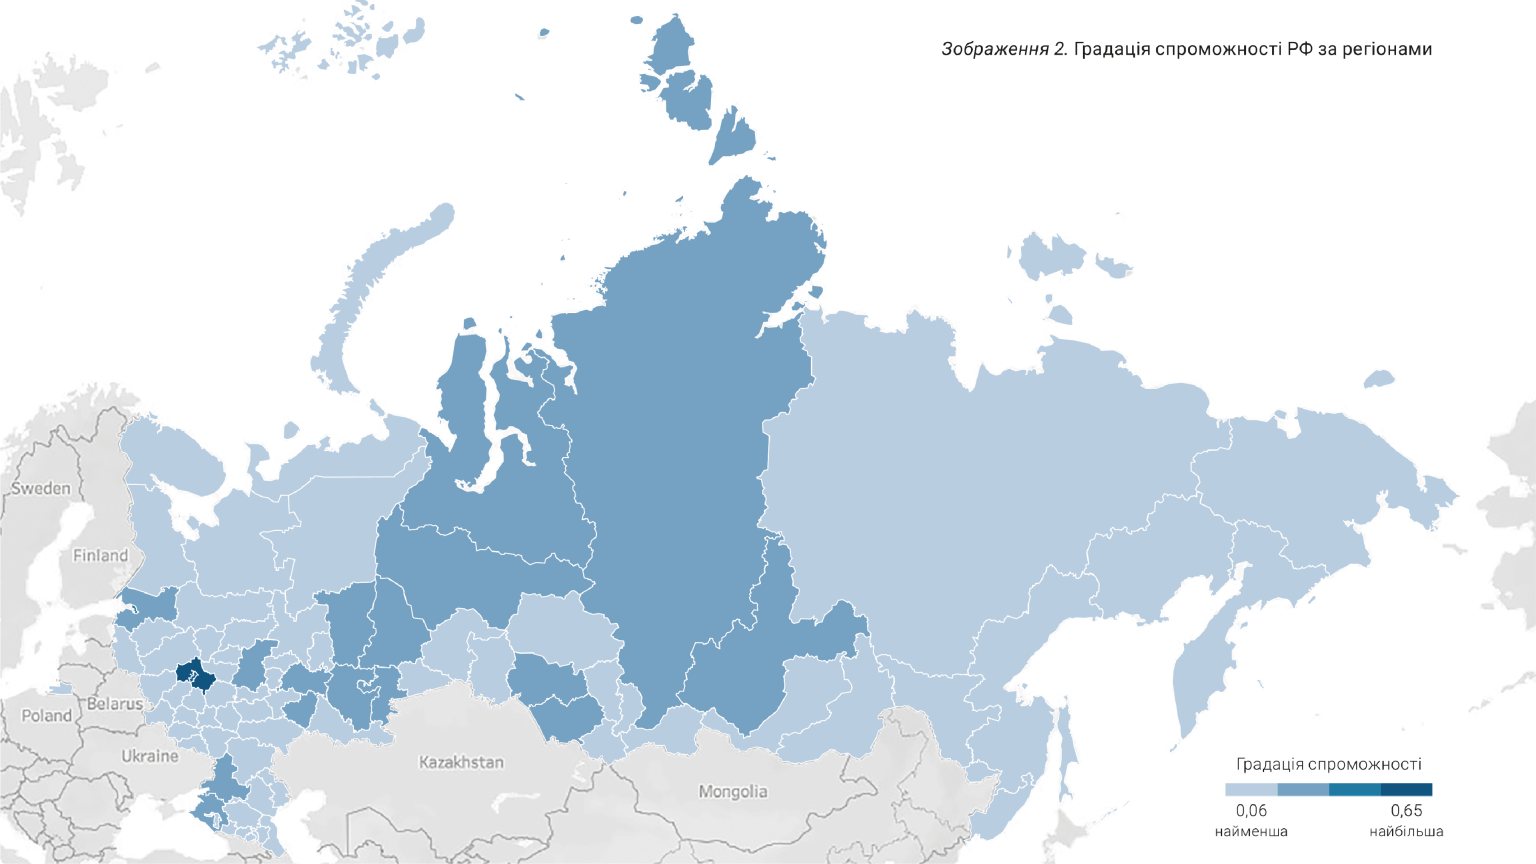 Зображення 2. Градація спроможності РФ за регіонами
Sweden
Finland
Belarus
Poland
Ukraine
Kazakhstan
Mongolia
Градація спроможності
0,06
0,65
найменша
найбільша